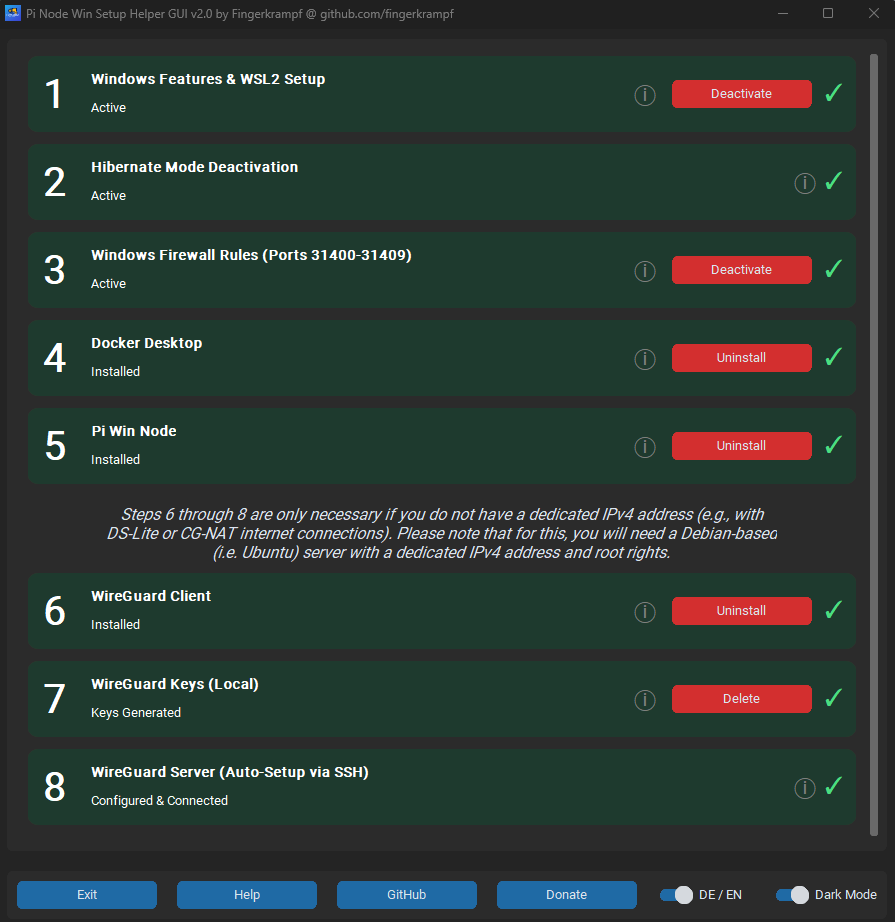 Pi Node Win Setup Helper GUI v2.0 by Fingerkrampf @ github.com/fingerkrampf
1
Windows Features & WSL2 Setup
Active
Deactivate
2
Hibernate Mode Deactivation
Active
3
Windows Firewall Rules (Ports 31400-31409)
Active
Deactivate
4
Docker Desktop
Installed
Uninstall
5
Pi Win Node
Installed
Uninstall
Steps 6 through 8 are only necessary if you do not have a dedicated IPv4 address (e.g., with
DS-Lite or CG-NAT internet connections). Please note that for this, you will need a Debian-based
(i.e. Ubuntu) server with a dedicated IPv4 address and root rights.
6
WireGuard Client
Installed
Uninstall
7
WireGuard Keys (Local)
Keys Generated
Delete
8
WireGuard Server (Auto-Setup via SSH)
Configured & Connected
Exit
Help
GitHub
Donate
DE / EN
Dark Mode